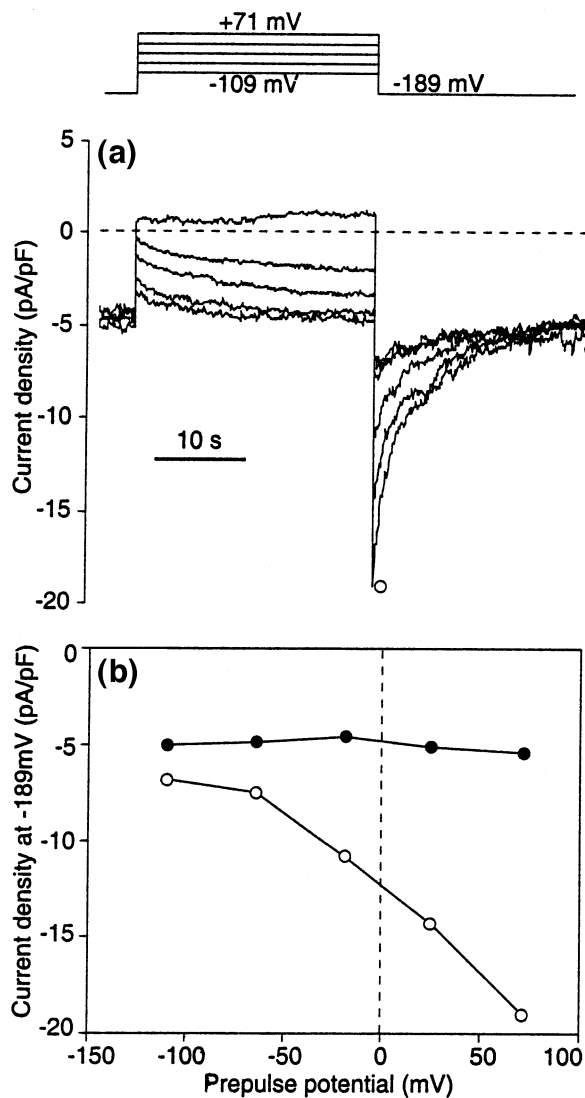 +71 mV
-109 mV
-189 mV
(a)
5
0
-5
-10
-15
-20
Current density (pA/pF)
10 s
(b)
0
-5
-10
-15
-20
Current density at -189mV (pA/pF)
-150
-100
-50
0
50
100
Prepulse potential (mV)